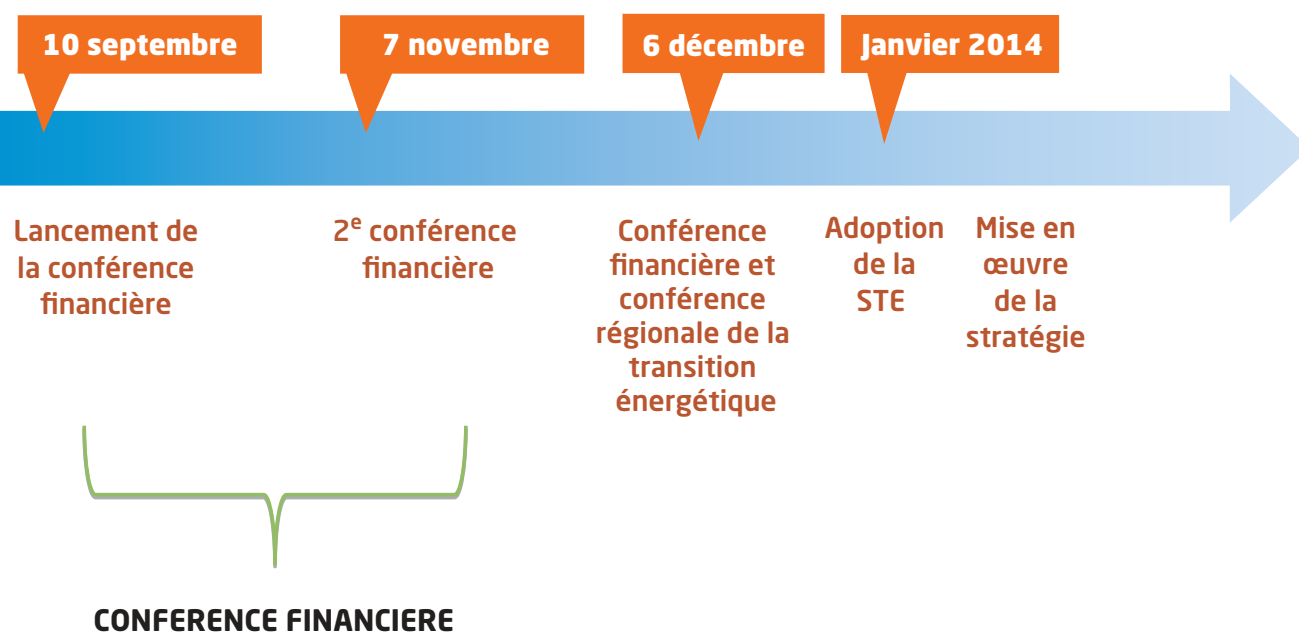 10 septembre
7 novembre
6 décembre
Janvier 2014
Lancement de
la conférence
financière
2e conférence
financière
Conférence
financière et
conférence
régionale de la
transition
énergétique
Adoption
de la
STE
Mise en
œuvre
de la
stratégie
CONFERENCE FINANCIERE